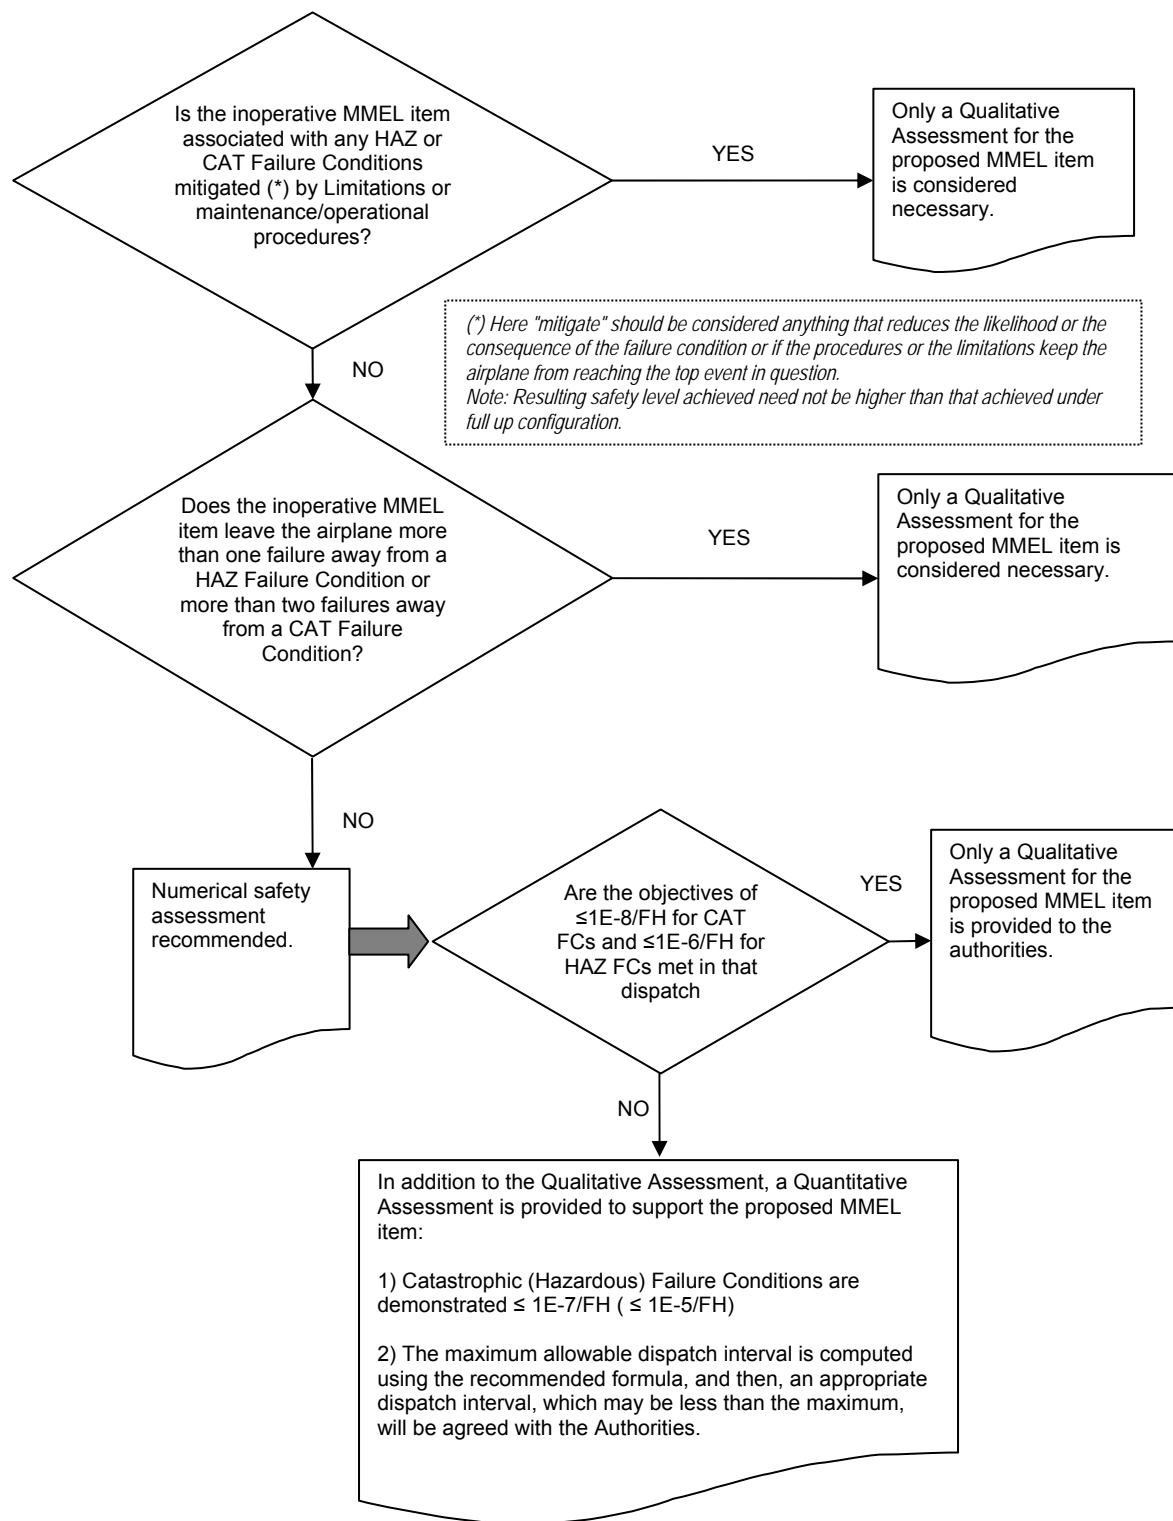 Is the inoperative MMEL item
associated with any HAZ or
CAT Failure Conditions
mitigated (*) by Limitations or
maintenance/operational
procedures?
YES
Only a Qualitative
Assessment for the
proposed MMEL item
is considered
necessary.
(*) Here "mitigate" should be considered anything that reduces the likelihood or the
consequence of the failure condition or if the procedures or the limitations keep the
airplane from reaching the top event in question.
Note: Resulting safety level achieved need not be higher than that achieved under
full up configuration.
NO
Does the inoperative MMEL
item leave the airplane more
than one failure away from a
HAZ Failure Condition or
more than two failures away
from a CAT Failure
Condition?
YES
Only a Qualitative
Assessment for the
proposed MMEL item is
considered necessary.
NO
Numerical safety
assessment
recommended.
Are the objectives of
≤1E-8/FH for CAT
FCs and ≤1E-6/FH for
HAZ FCs met in that
dispatch
YES
Only a Qualitative
Assessment for the
proposed MMEL item
is provided to the
authorities.
NO
In addition to the Qualitative Assessment, a Quantitative
Assessment is provided to support the proposed MMEL
item:
1) Catastrophic (Hazardous) Failure Conditions are
demonstrated ≤ 1E-7/FH ( ≤ 1E-5/FH)
2) The maximum allowable dispatch interval is computed
using the recommended formula, and then, an appropriate
dispatch interval, which may be less than the maximum,
will be agreed with the Authorities.